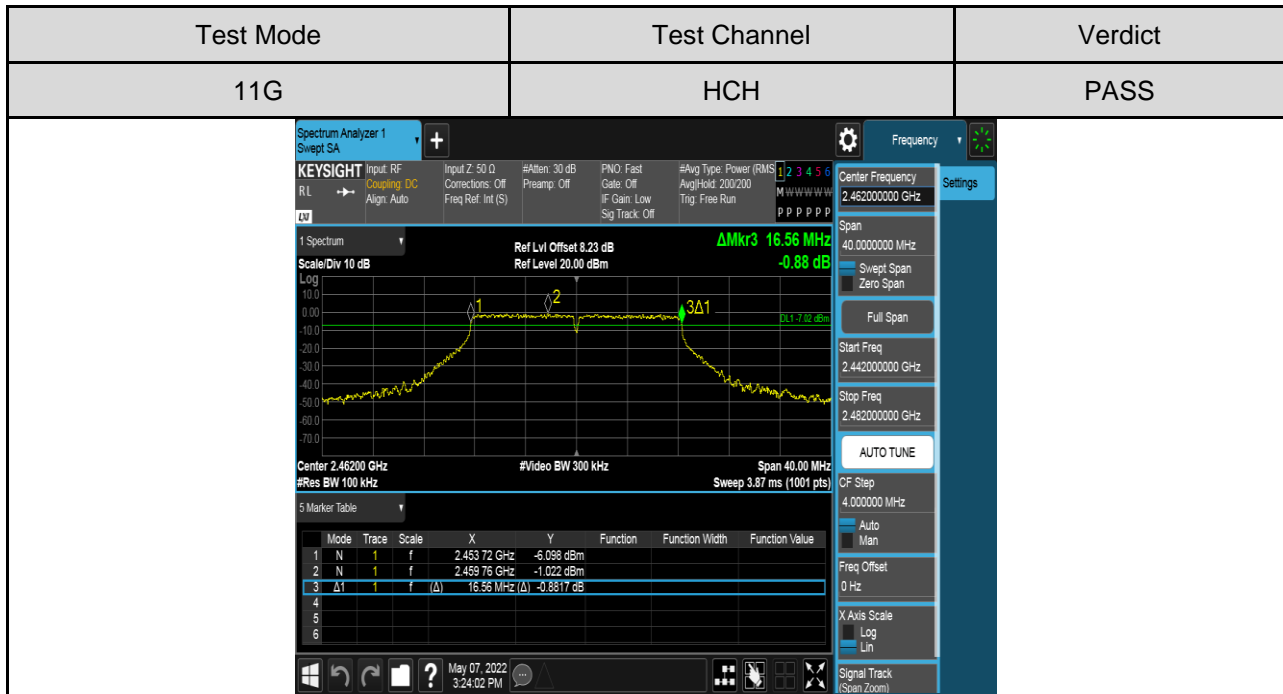 Test Mode Test Channel Verdict
11G HCH PASS
Spectrum Analyzer 1
Swept SA
+
Frequency
KEYSIGHT
RL
LXI
Input: RF
Coupling: DC
Align: Auto
Input Z: 50 Ω
Corrections: Off
Freq Ref: Int (S)
#Atten: 30 dB
Preamp: Off
PNO: Fast
Gate: Off
IF Gain: Low
Sig Track: Off
#Avg Type: Power (RMS
Avg|Hold: 200/200
Trig: Free Run
1 2 3 4 5 6
M W W W W W
P P P P P P
1 Spectrum
Scale/Div 10 dB
Ref Lvl Offset 8.23 dB
Ref Level 20.00 dBm
ΔMkr3 16.56 MHz
-0.88 dB
Log
10.0
0.00
-10.0
-20.0
-30.0
-40.0
-50.0
-60.0
-70.0
1
2
3Δ1
DL1 -7.02 dBm
Center 2.46200 GHz
#Video BW 300 kHz
Span 40.00 MHz
#Res BW 100 kHz
Sweep 3.87 ms (1001 pts)
5 Marker Table
Mode Trace Scale X Y Function Function Width Function Value
1 N 1 f 2.453 72 GHz -6.098 dBm
2 N 1 f 2.459 76 GHz -1.022 dBm
3 Δ1 1 f (Δ) 16.56 MHz (Δ) -0.8817 dB
4
5
6
May 07, 2022
3:24:02 PM
Center Frequency
2.462000000 GHz
Settings
Span
40.0000000 MHz
Swept Span
Zero Span
Full Span
Start Freq
2.442000000 GHz
Stop Freq
2.482000000 GHz
AUTO TUNE
CF Step
4.000000 MHz
Auto
Man
Freq Offset
0 Hz
X Axis Scale
Log
Lin
Signal Track
(Span Zoom)